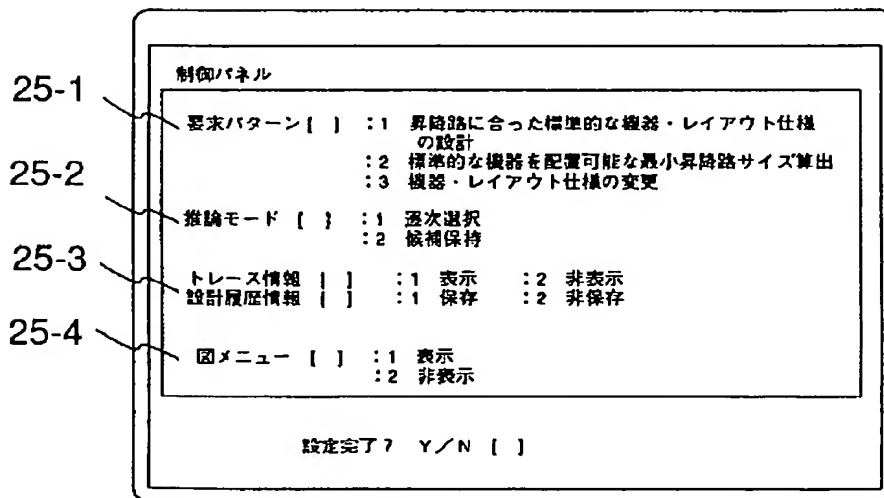 制御パネル
25-1
要求パターン [ ] :1 昇降路に合った標準的な機器・レイアウト仕様
の設計
:2 標準的な機器を配置可能な最小昇降路サイズ算出
:3 機器・レイアウト仕様の変更
25-2
推論モード [ ] :1 逐次選択
:2 候補保持
25-3
トレース情報 [ ] :1 表示 :2 非表示
設計履歴情報 [ ] :1 保存 :2 非保存
25-4
図メニュー [ ] :1 表示
:2 非表示
設定完了? Y/N [ ]